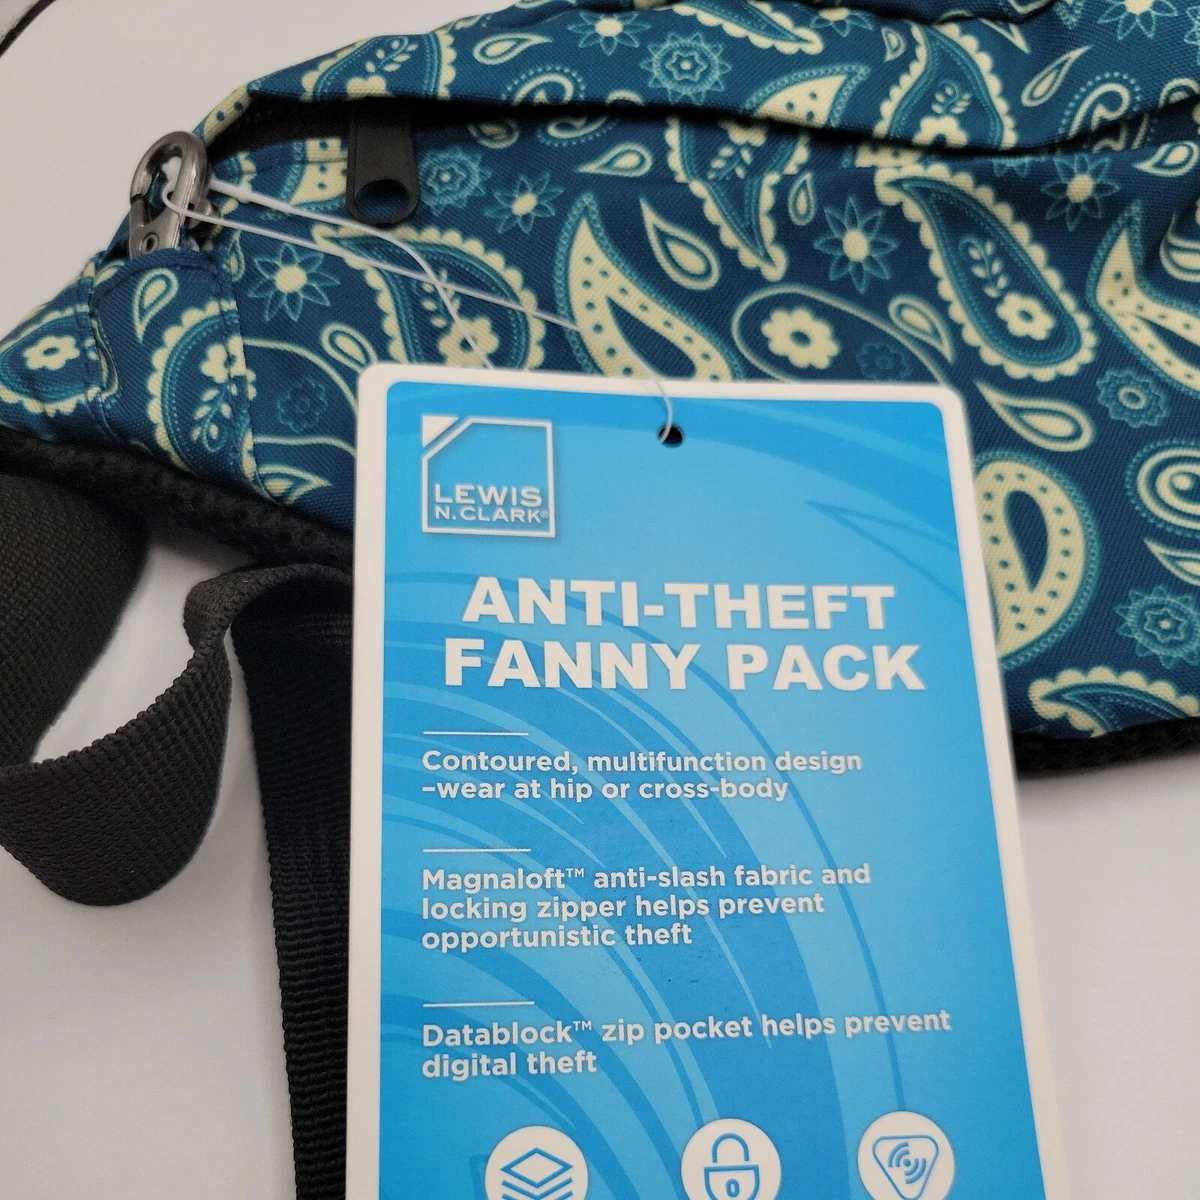 LEWIS
N.CLARK®
ANTI-THEFT
FANNY PACK
Contoured, multifunction design
–wear at hip or cross-body
Magnaloft™ anti-slash fabric and
locking zipper helps prevent
opportunistic theft
Datablock™ zip pocket helps prevent
digital theft